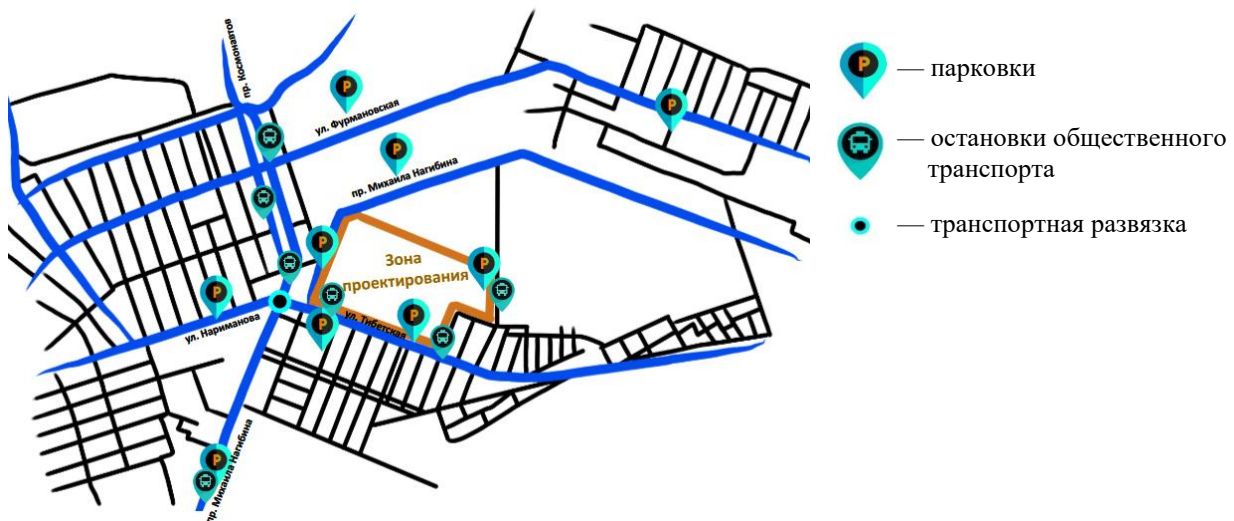 пр. Космонавтов
ул. Фурмановская
пр. Михаила Нагибина
Зона
проектирования
ул. Нариманова
ул. Тибетская
пр. Михаила Нагибина
P
P
P
P
P
P
P
P
P
— парковки
— остановки общественного
транспорта
— транспортная развязка
P